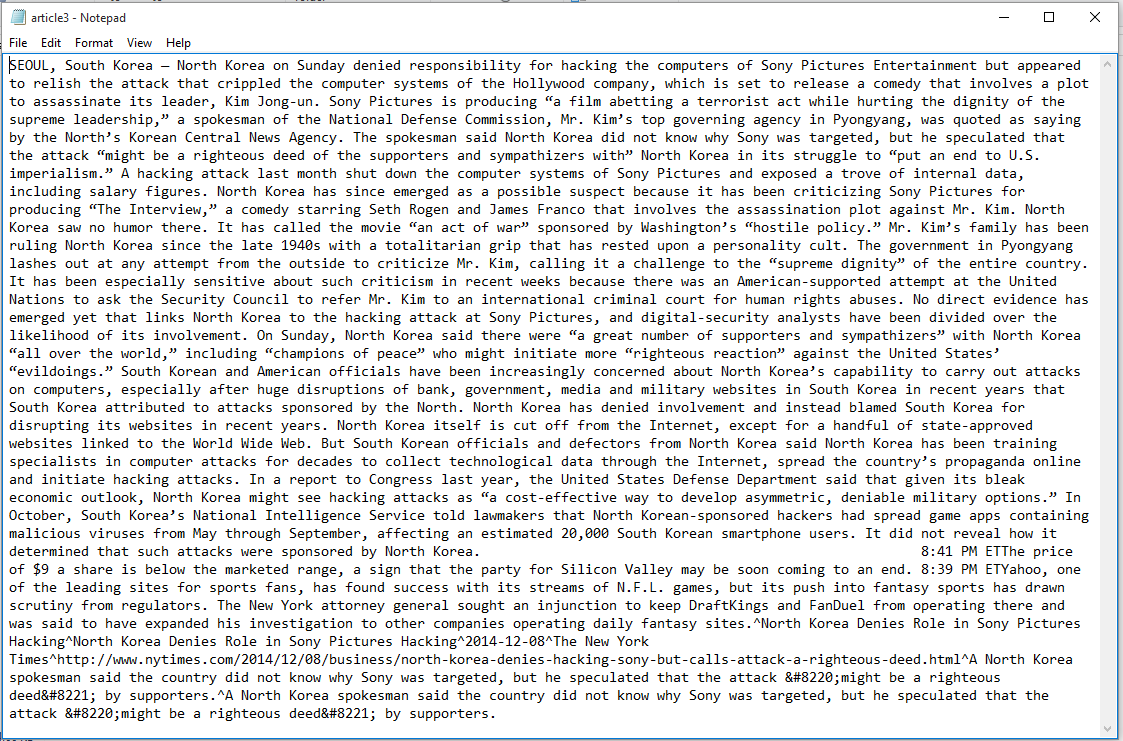 article3 - Notepad
File Edit Format View Help
SEOUL, South Korea — North Korea on Sunday denied responsibility for hacking the computers of Sony Pictures Entertainment but appeared
to relish the attack that crippled the computer systems of the Hollywood company, which is set to release a comedy that involves a plot
to assassinate its leader, Kim Jong-un. Sony Pictures is producing “a film abetting a terrorist act while hurting the dignity of the
supreme leadership,” a spokesman of the National Defense Commission, Mr. Kim’s top governing agency in Pyongyang, was quoted as saying
by the North’s Korean Central News Agency. The spokesman said North Korea did not know why Sony was targeted, but he speculated that
the attack “might be a righteous deed of the supporters and sympathizers with” North Korea in its struggle to “put an end to U.S.
imperialism.” A hacking attack last month shut down the computer systems of Sony Pictures and exposed a trove of internal data,
including salary figures. North Korea has since emerged as a possible suspect because it has been criticizing Sony Pictures for
producing “The Interview,” a comedy starring Seth Rogen and James Franco that involves the assassination plot against Mr. Kim. North
Korea saw no humor there. It has called the movie “an act of war” sponsored by Washington’s “hostile policy.” Mr. Kim’s family has been
ruling North Korea since the late 1940s with a totalitarian grip that has rested upon a personality cult. The government in Pyongyang
lashes out at any attempt from the outside to criticize Mr. Kim, calling it a challenge to the “supreme dignity” of the entire country.
It has been especially sensitive about such criticism in recent weeks because there was an American-supported attempt at the United
Nations to ask the Security Council to refer Mr. Kim to an international criminal court for human rights abuses. No direct evidence has
emerged yet that links North Korea to the hacking attack at Sony Pictures, and digital-security analysts have been divided over the
likelihood of its involvement. On Sunday, North Korea said there were “a great number of supporters and sympathizers” with North Korea
“all over the world,” including “champions of peace” who might initiate more “righteous reaction” against the United States’
“evildoings.” South Korean and American officials have been increasingly concerned about North Korea’s capability to carry out attacks
on computers, especially after huge disruptions of bank, government, media and military websites in South Korea in recent years that
South Korea attributed to attacks sponsored by the North. North Korea has denied involvement and instead blamed South Korea for
disrupting its websites in recent years. North Korea itself is cut off from the Internet, except for a handful of state-approved
websites linked to the World Wide Web. But South Korean officials and defectors from North Korea said North Korea has been training
specialists in computer attacks for decades to collect technological data through the Internet, spread the country’s propaganda online
and initiate hacking attacks. In a report to Congress last year, the United States Defense Department said that given its bleak
economic outlook, North Korea might see hacking attacks as “a cost-effective way to develop asymmetric, deniable military options.” In
October, South Korea’s National Intelligence Service told lawmakers that North Korean-sponsored hackers had spread game apps containing
malicious viruses from May through September, affecting an estimated 20,000 South Korean smartphone users. It did not reveal how it
determined that such attacks were sponsored by North Korea. 8:41 PM ETThe price
of $9 a share is below the marketed range, a sign that the party for Silicon Valley may be soon coming to an end. 8:39 PM ETYahoo, one
of the leading sites for sports fans, has found success with its streams of N.F.L. games, but its push into fantasy sports has drawn
scrutiny from regulators. The New York attorney general sought an injunction to keep DraftKings and FanDuel from operating there and
was said to have expanded his investigation to other companies operating daily fantasy sites.^North Korea Denies Role in Sony Pictures
Hacking^North Korea Denies Role in Sony Pictures Hacking^2014-12-08^The New York
Times^http://www.nytimes.com/2014/12/08/business/north-korea-denies-hacking-sony-but-calls-attack-a-righteous-deed.html^A North Korea
spokesman said the country did not know why Sony was targeted, but he speculated that the attack &#8220;might be a righteous
deed&#8221; by supporters.^A North Korea spokesman said the country did not know why Sony was targeted, but he speculated that the
attack &#8220;might be a righteous deed&#8221; by supporters.